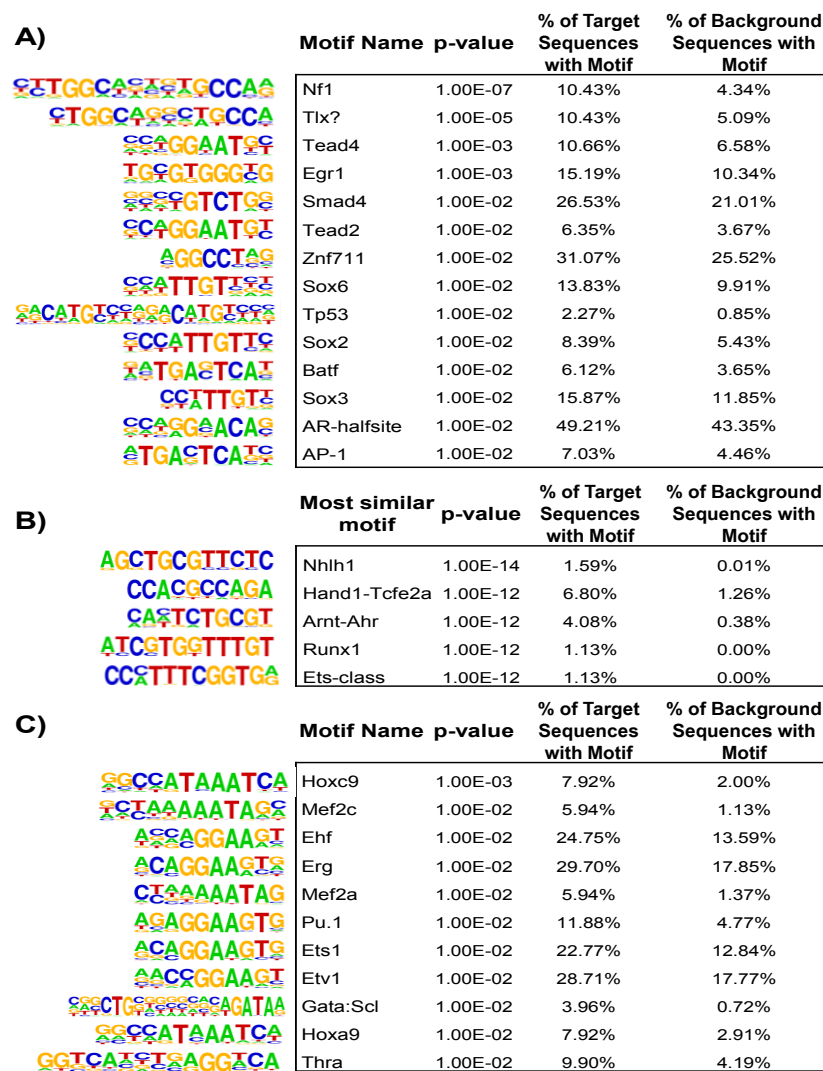 A)
Motif Name p-value % of Target Sequences with Motif % of Background Sequences with Motif
Nf1 1.00E-07 10.43% 4.34%
Tlx? 1.00E-05 10.43% 5.09%
Tead4 1.00E-03 10.66% 6.58%
Egr1 1.00E-03 15.19% 10.34%
Smad4 1.00E-02 26.53% 21.01%
Tead2 1.00E-02 6.35% 3.67%
Znf711 1.00E-02 31.07% 25.52%
Sox6 1.00E-02 13.83% 9.91%
Tp53 1.00E-02 2.27% 0.85%
Sox2 1.00E-02 8.39% 5.43%
Batf 1.00E-02 6.12% 3.65%
Sox3 1.00E-02 15.87% 11.85%
AR-halfsite 1.00E-02 49.21% 43.35%
AP-1 1.00E-02 7.03% 4.46%
B)
Most similar motif p-value % of Target Sequences with Motif % of Background Sequences with Motif
AGCTGCGTTCTC Nhlh1 1.00E-14 1.59% 0.01%
CCACGCCAGA Hand1-Tcfe2a 1.00E-12 6.80% 1.26%
Arnt-Ahr 1.00E-12 4.08% 0.38%
ATCGTGGTTTGT Runx1 1.00E-12 1.13% 0.00%
Ets-class 1.00E-12 1.13% 0.00%
C)
Motif Name p-value % of Target Sequences with Motif % of Background Sequences with Motif
Hoxc9 1.00E-03 7.92% 2.00%
Mef2c 1.00E-02 5.94% 1.13%
Ehf 1.00E-02 24.75% 13.59%
Erg 1.00E-02 29.70% 17.85%
Mef2a 1.00E-02 5.94% 1.37%
Pu.1 1.00E-02 11.88% 4.77%
Ets1 1.00E-02 22.77% 12.84%
Etv1 1.00E-02 28.71% 17.77%
Gata:Scl 1.00E-02 3.96% 0.72%
Hoxa9 1.00E-02 7.92% 2.91%
Thra 1.00E-02 9.90% 4.19%